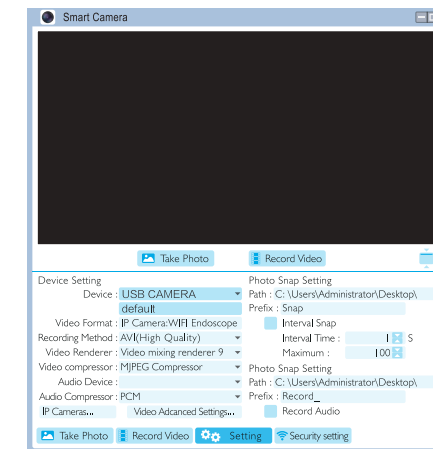 Smart Camera
Take Photo
Record Video
Device Setting
Device : USB CAMERA
default
Video Format : IP Camera:WIFI Endoscope
Recording Method : AVI(High Quality)
Video Renderer : Video mixing renderer 9
Video compressor : MJPEG Compressor
Audio Device :
Audio Compressor : PCM
IP Cameras...
Video Advanced Settings...
Photo Snap Setting
Path : C: \Users\Administrator\Desktop\
Prefix : Snap
Interval Snap
Interval Time : 1 S
Maximum : 100
Photo Snap Setting
Path : C: \Users\Administrator\Desktop\
Prefix : Record_
Record Audio
Take Photo
Record Video
Setting
Security setting